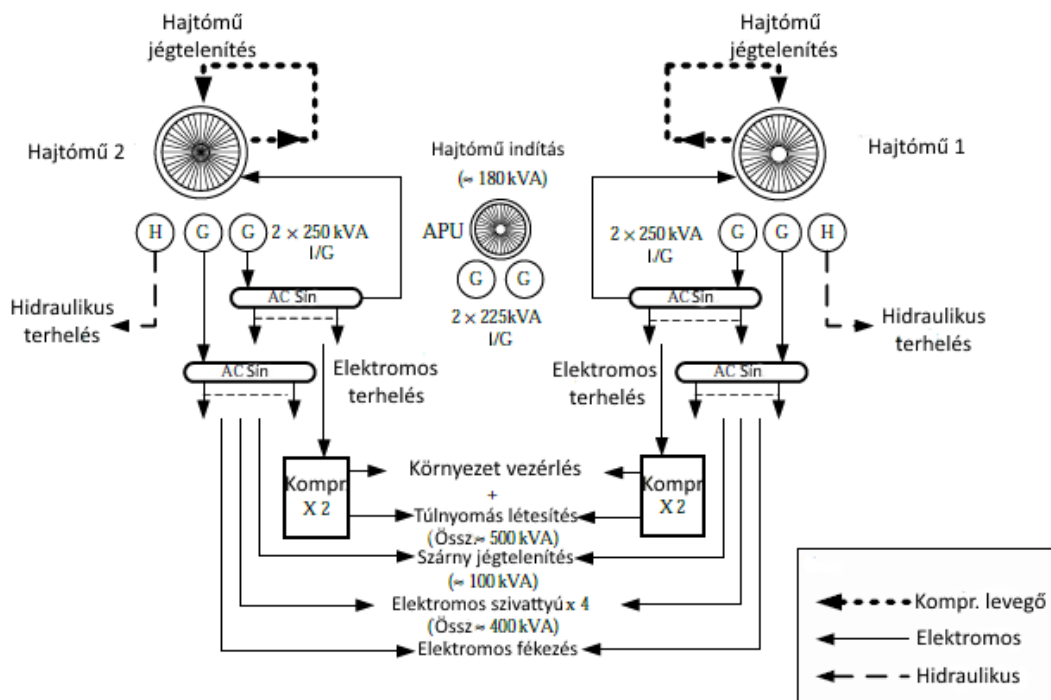 Hajtómű
jégtelenítés
Hajtómű
jégtelenítés
Hajtómű 2
Hajtómű indítás
(≈ 180 kVA)
Hajtómű 1
APU
H
G
G
2 × 250 kVA
I/G
G
G
2 × 225kVA
I/G
2 × 250 kVA
I/G
G
G
H
AC Sín
AC Sín
Hidraulikus
terhelés
Hidraulikus
terhelés
AC Sín
AC Sín
Elektromos
terhelés
Elektromos
terhelés
Kompr.
X 2
Kompr
X 2
Környezet vezérlés
+
Túlnyomás létesítés
(Össz.≈ 500 kVA)
Szárny jégtelenítés
(≈ 100 kVA)
Elektromos szivattyú x 4
(Össz≈ 400 kVA)
Elektromos fékezés
Kompr. levegő
Elektromos
Hidraulikus